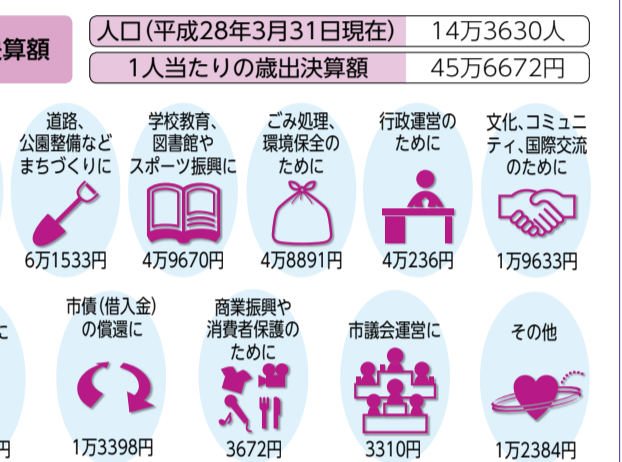 算額
人口（平成28年3月31日現在）
14万3630人
1人当たりの歳出決算額
45万6672円
道路、
公園整備など
まちづくりに
6万1533円
学校教育、
図書館や
スポーツ振興に
4万9670円
ごみ処理、
環境保全の
ために
4万8891円
行政運営の
ために
4万236円
文化、コミュニ
ティ、国際交流
のために
1万9633円
に
円
市債（借入金）
の償還に
1万3398円
商業振興や
消費者保護の
ために
3672円
市議会運営に
3310円
その他
1万2384円